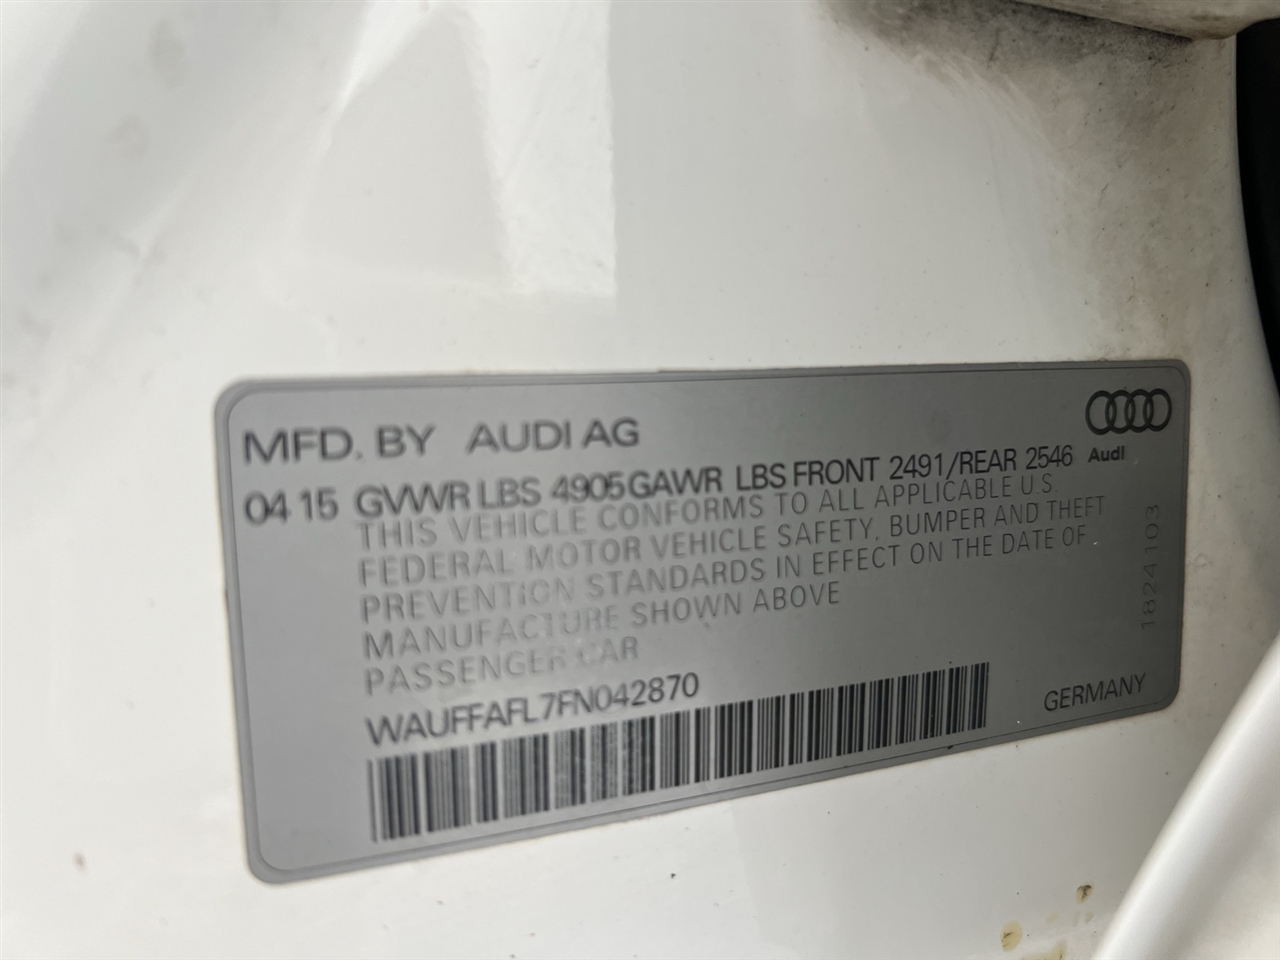 MFD. BY AUDI AG
Audi
04 15 GVWR LBS 4905 GAWR LBS FRONT 2491/REAR 2546
THIS VEHICLE CONFORMS TO ALL APPLICABLE U.S.
FEDERAL MOTOR VEHICLE SAFETY, BUMPER AND THEFT
PREVENTION STANDARDS IN EFFECT ON THE DATE OF
MANUFACTURE SHOWN ABOVE
PASSENGER CAR
WAUFFAFL7FN042870
GERMANY
1824103